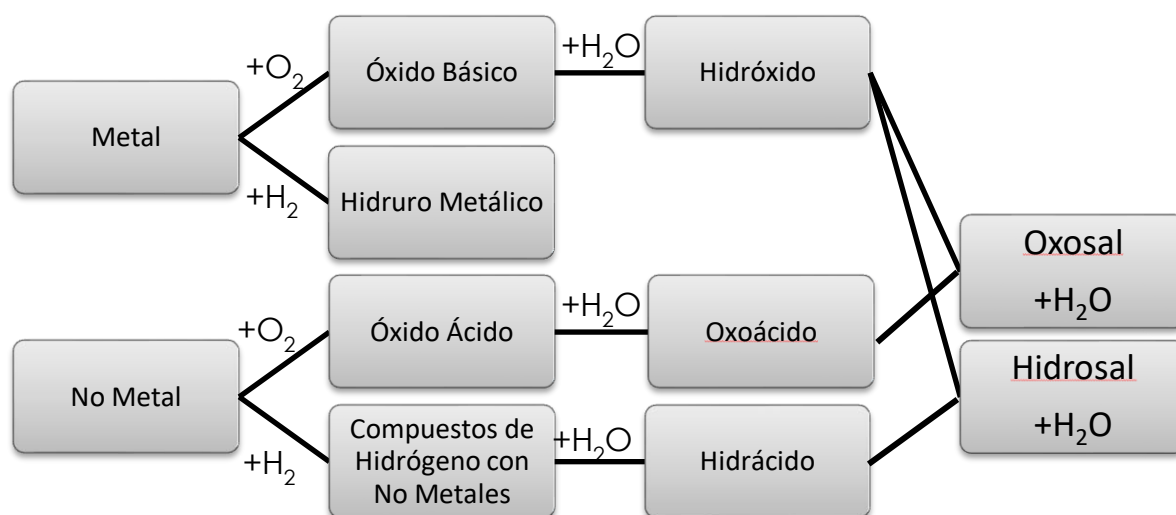 Metal
+O₂
Óxido Básico
+H₂O
Hidróxido
+H₂
Hidruro Metálico
Oxosal
+H₂O
No Metal
+O₂
Óxido Ácido
+H₂O
Oxoácido
+H₂
Compuestos de
Hidrógeno con
No Metales
+H₂O
Hidrácido
Hidrosal
+H₂O